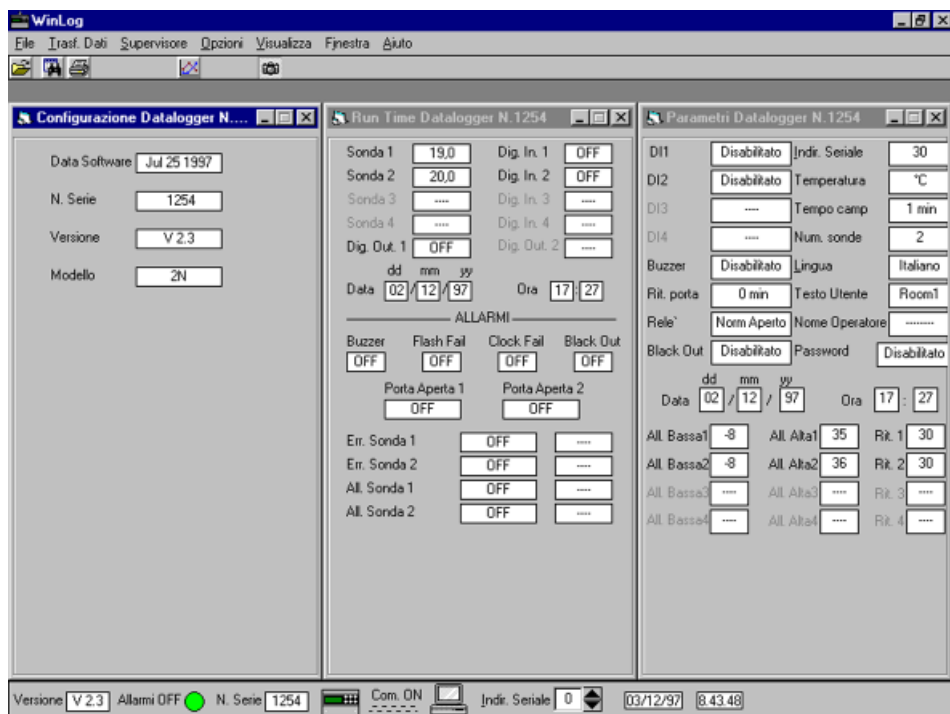 WinLog
File Trasf. Dati Supervisore Opzioni Visualizza Finestra Aiuto
Configurazione Datalogger N....
Data Software Jul 25 1997
N. Serie 1254
Versione V 2.3
Modello 2N
Run Time Datalogger N.1254
Sonda 1 19,0 Dig. In. 1 OFF
Sonda 2 20,0 Dig. In. 2 OFF
Sonda 3 ---- Dig. In. 3 ----
Sonda 4 ---- Dig. In. 4 ----
Dig. Out. 1 OFF Dig. Out. 2 ----
dd mm yy
Data 02 / 12 / 97 Ora 17 : 27
ALLARMI
Buzzer Flash Fail Clock Fail Black Out
OFF OFF OFF OFF
Porta Aperta 1 Porta Aperta 2
OFF OFF
Err. Sonda 1 OFF ----
Err. Sonda 2 OFF ----
All. Sonda 1 OFF ----
All. Sonda 2 OFF ----
Parametri Datalogger N.1254
DI1 Disabilitato Indir. Seriale 30
DI2 Disabilitato Temperatura °C
DI3 ---- Tempo camp 1 min
DI4 ---- Num. sonde 2
Buzzer Disabilitato Lingua Italiano
Rit. porta 0 min Testo Utente Room1
Rele` Norm Aperto Nome Operatore --------
Black Out Disabilitato Password Disabilitato
dd mm yy
Data 02 / 12 / 97 Ora 17 : 27
All. Bassa1 -8 All. Alta1 35 Rit. 1 30
All. Bassa2 -8 All. Alta2 36 Rit. 2 30
All. Bassa3 ---- All. Alta3 ---- Rit. 3 ----
All. Bassa4 ---- All. Alta4 ---- Rit. 4 ----
Versione V 2.3 Allarmi OFF N. Serie 1254 Com. ON Indir. Seriale 0 03/12/97 8.43.48